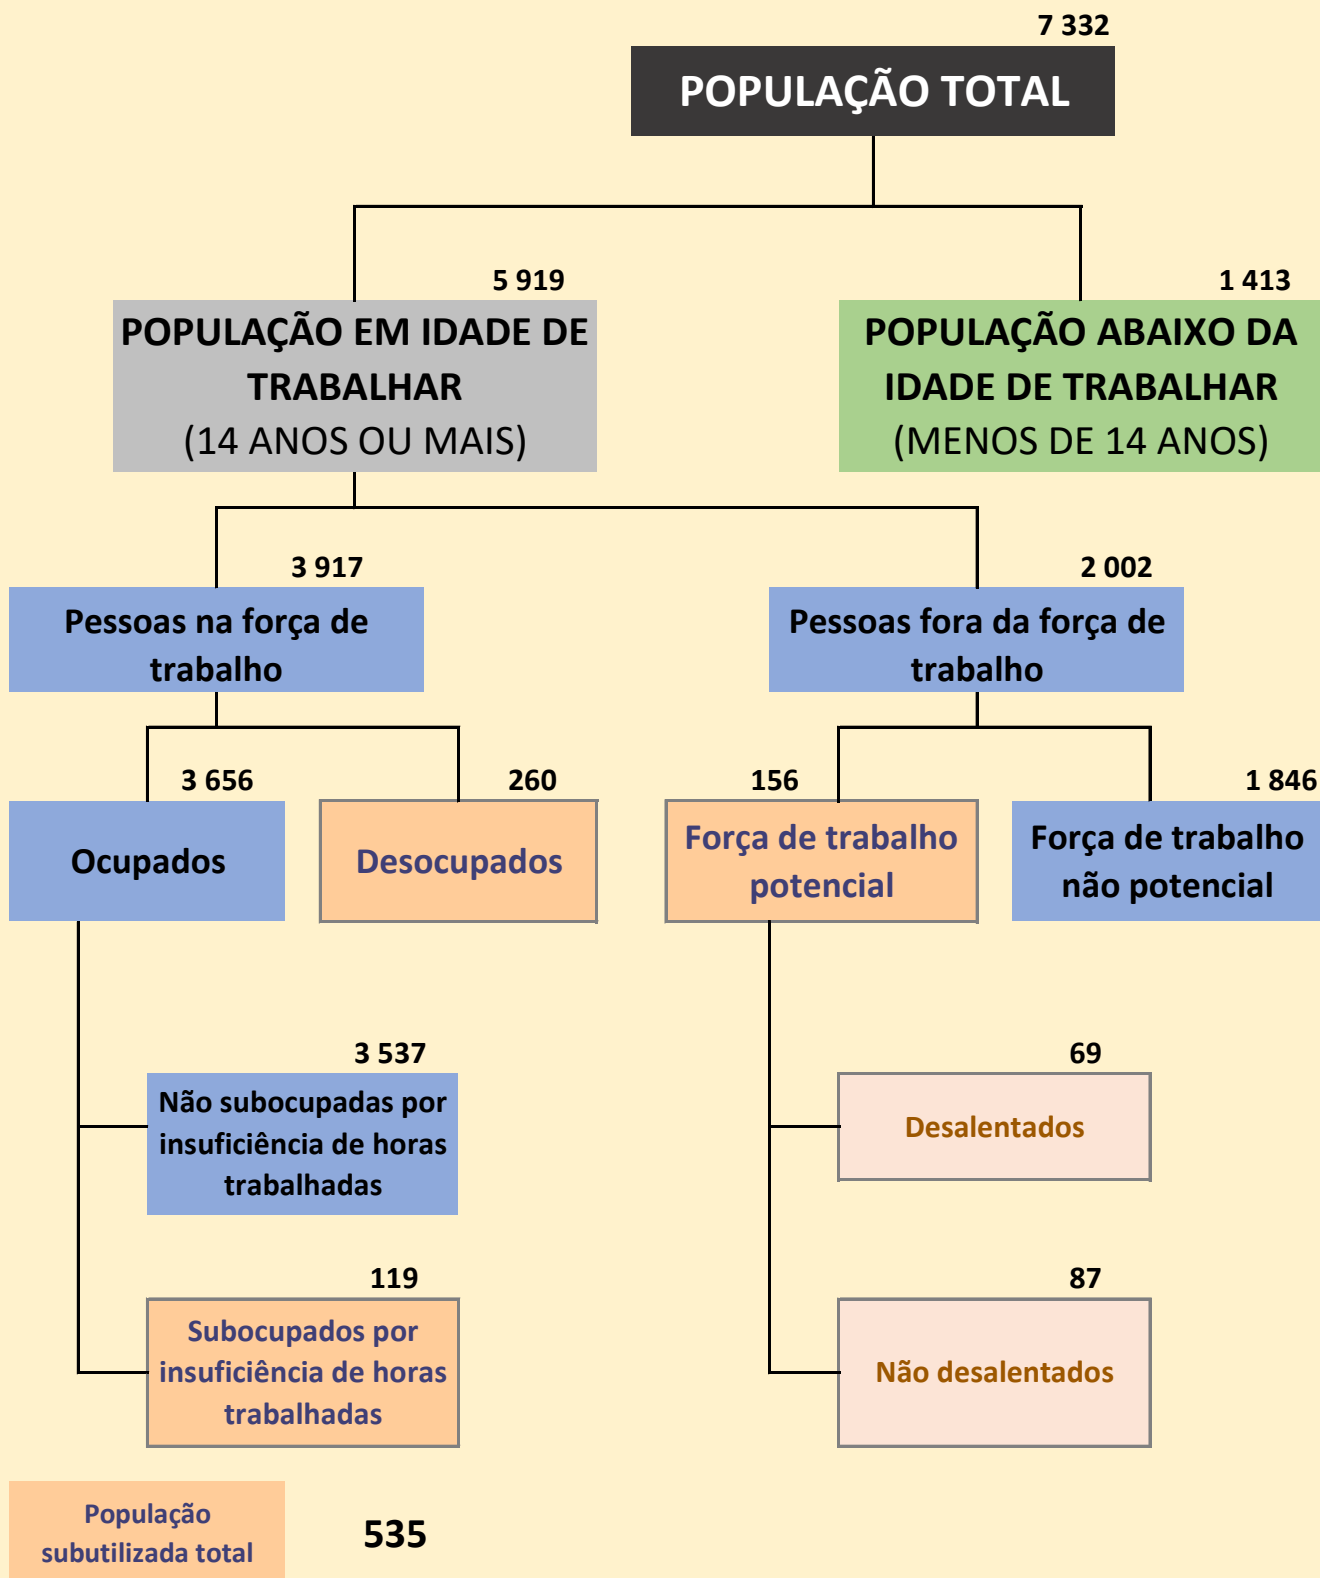 7 332
POPULAÇÃO TOTAL
5 919
POPULAÇÃO EM IDADE DE
TRABALHAR
(14 ANOS OU MAIS)
1 413
POPULAÇÃO ABAIXO DA
IDADE DE TRABALHAR
(MENOS DE 14 ANOS)
3 917
Pessoas na força de
trabalho
2 002
Pessoas fora da força de
trabalho
3 656
Ocupados
260
Desocupados
156
Força de trabalho
potencial
1 846
Força de trabalho
não potencial
3 537
Não subocupadas por
insuficiência de horas
trabalhadas
69
Desalentados
119
Subocupados por
insuficiência de horas
trabalhadas
87
Não desalentados
População
subutilizada total
535